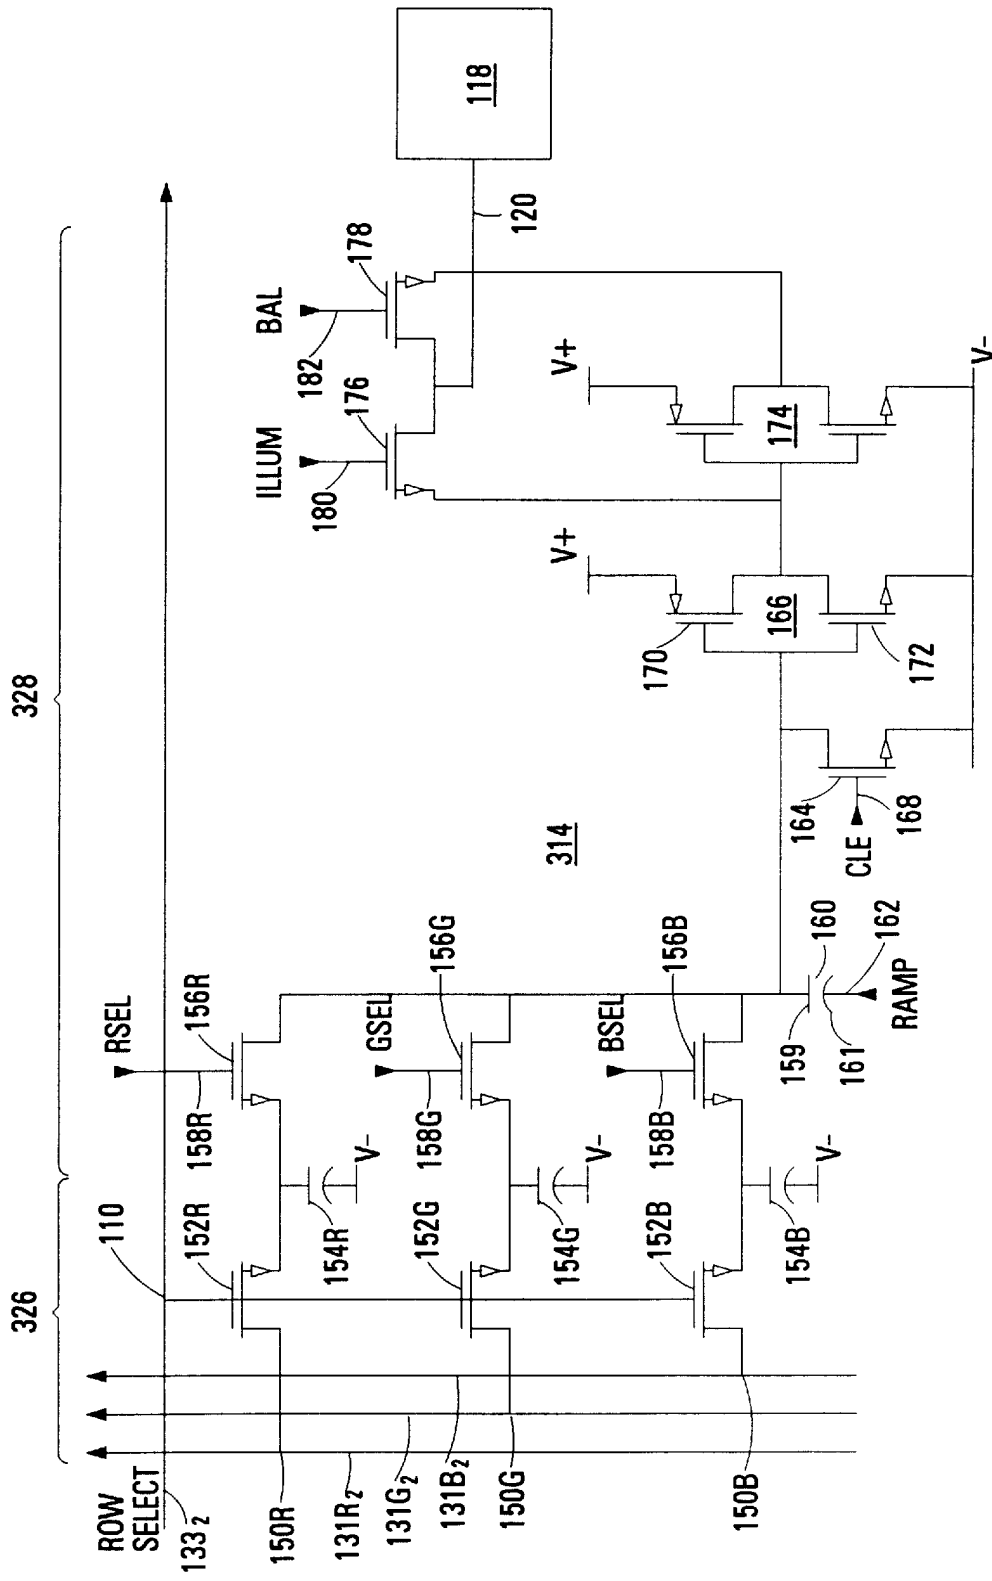 326
328
ROW
SELECT
133₂
110
150R
131R₂
131G₂
131B₂
150G
150B
152R
152G
152B
154R
154G
154B
V-
V-
V-
RSEL
158R
156R
GSEL
158G
156G
BSEL
158B
156B
159
160
161
162
RAMP
314
CLE
164
168
166
170
172
V+
174
V+
V-
ILLUM
180
176
BAL
182
178
120
118